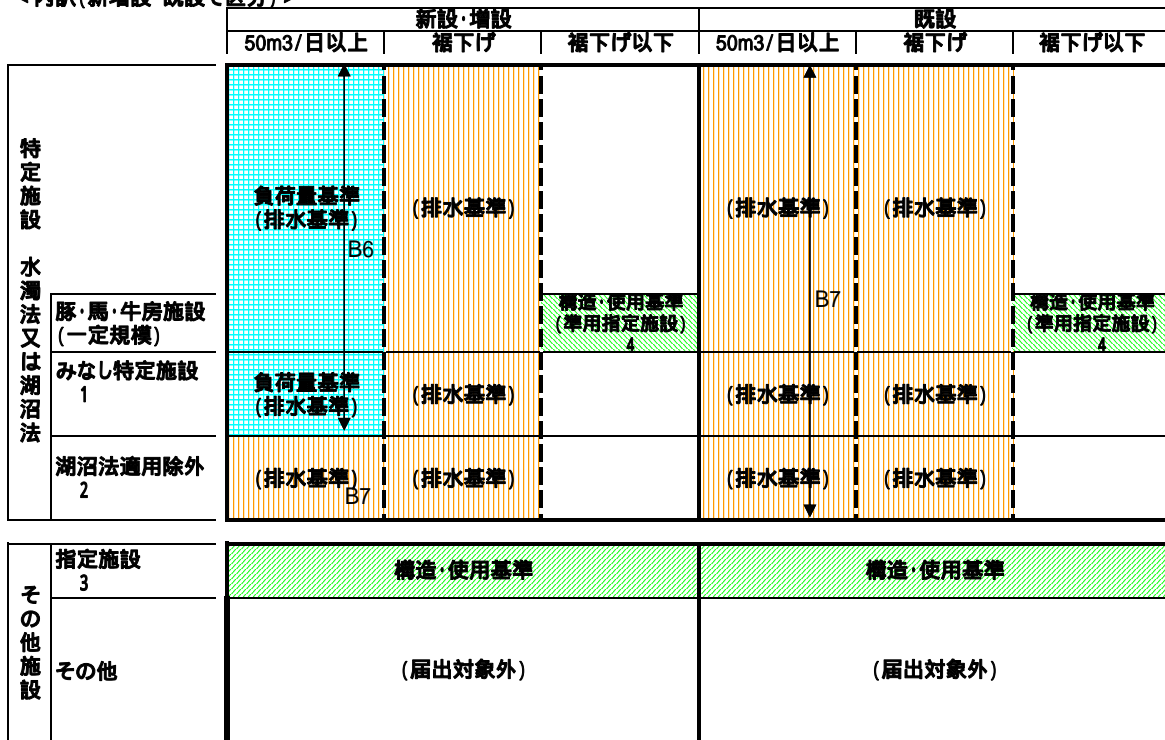 <内訳(新増設・既設で区分)>
新設・増設 既設
50m3/日以上 裾下げ 裾下げ以下 50m3/日以上 裾下げ 裾下げ以下
特定施設 水濁法又は湖沼法
負荷量基準 (排水基準) (排水基準) (排水基準)
(排水基準)
B6
B7
豚・馬・牛房施設
(一定規模)
構造・使用基準 構造・使用基準
(準用指定施設) (準用指定施設)
4 4
みなし特定施設
1
負荷量基準 (排水基準) (排水基準) (排水基準)
(排水基準)
湖沼法適用除外
2
(排水基準) (排水基準) (排水基準) (排水基準)
B7
その他施設
指定施設
3
構造・使用基準 構造・使用基準
その他 (届出対象外) (届出対象外)